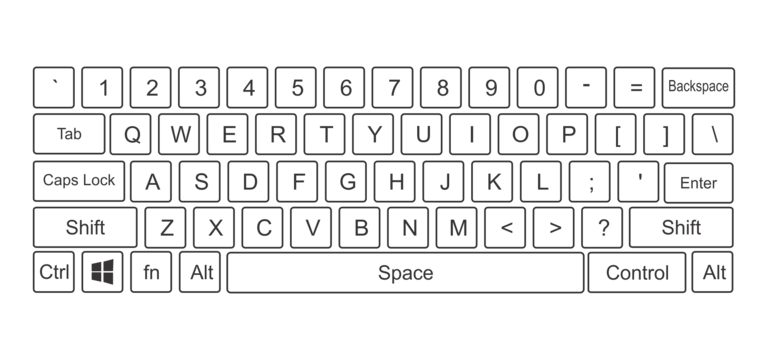 ` 1 2 3 4 5 6 7 8 9 0 - = Backspace
Tab Q W E R T Y U I O P [ ] \
Caps Lock A S D F G H J K L ; ' Enter
Shift Z X C V B N M < > ? Shift
Ctrl fn Alt Space Control Alt